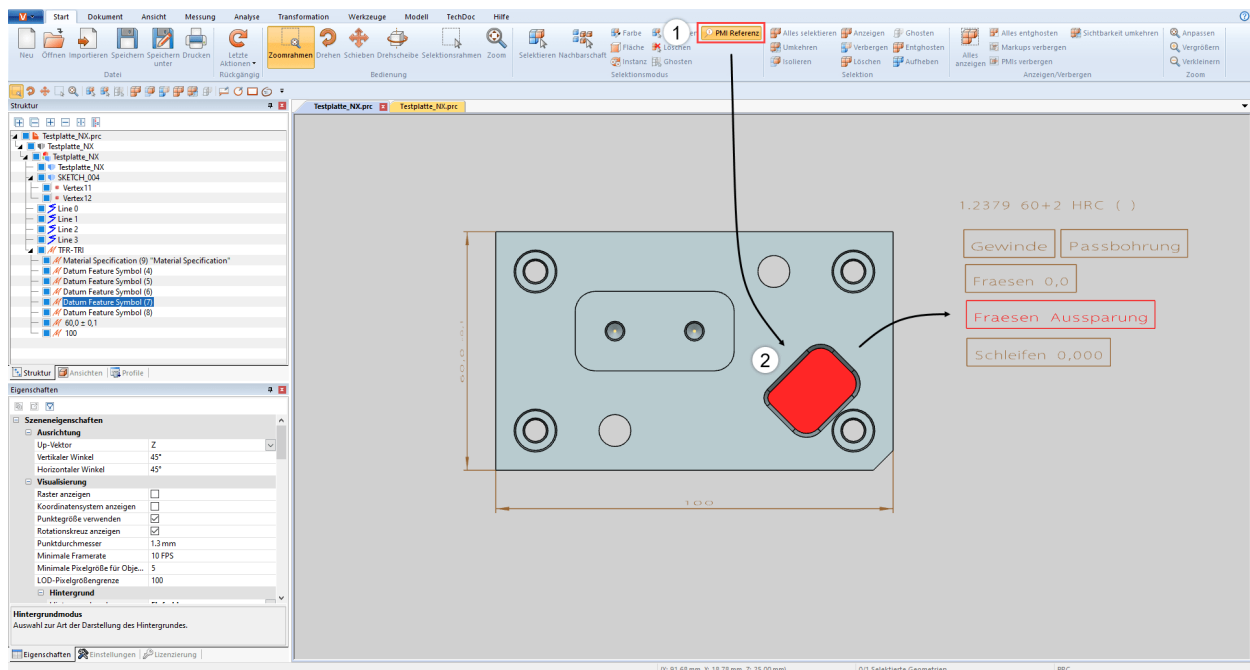 Start Dokument Ansicht Messung Analyse Transformation Werkzeuge Modell TechDoc Hilfe
Neu Öffnen Importieren Speichern Speichern unter Drucken
Datei
Letzte Aktionen
Rückgängig
Zoomrahmen Drehen Schieben Drehscheibe Selektionsrahmen Zoom
Bedienung
Selektieren Nachbarschaft
Farbe
Fläche Löschen
Instanz Ghosten
1
PMI Referenz
Selektionsmodus
Alles selektieren Anzeigen Ghosten
Umkehren Verbergen Entghosten
Isolieren Löschen Aufheben
Selektion
Alles anzeigen
Alles entghosten Sichtbarkeit umkehren
Markups verbergen
PMIs verbergen
Anzeigen/Verbergen
Anpassen
Vergrößern
Verkleinern
Zoom
Struktur
Testplatte_NX.prc
Testplatte_NX
Testplatte_NX
Testplatte_NX
SKETCH_004
Vertex11
Vertex12
Line 0
Line 1
Line 2
Line 3
TFR-TRI
Material Specification (9) "Material Specification"
Datum Feature Symbol (4)
Datum Feature Symbol (5)
Datum Feature Symbol (6)
Datum Feature Symbol (7)
Datum Feature Symbol (8)
60,0 ± 0,1
100
Struktur Ansichten Profile
Eigenschaften
Szeneneigenschaften
Ausrichtung
Up-Vektor Z
Vertikaler Winkel 45°
Horizontaler Winkel 45°
Visualisierung
Raster anzeigen
Koordinatensystem anzeigen
Punktegröße verwenden
Rotationskreuz anzeigen
Punktdurchmesser 1.3 mm
Minimale Framerate 10 FPS
Minimale Pixelgröße für Obje... 5
LOD-Pixelgrößengrenze 100
Hintergrund
Hintergrundmodus
Auswahl zur Art der Darstellung des Hintergrundes.
Eigenschaften Einstellungen Lizenzierung
Testplatte_NX.prc Testplatte_NX.prc
1.2379 60+2 HRC ( )
Gewinde Passbohrung
Fraesen 0,0
Fraesen Aussparung
Schleifen 0,000
2
100
0/1 Selektierte Geometrien
PRC